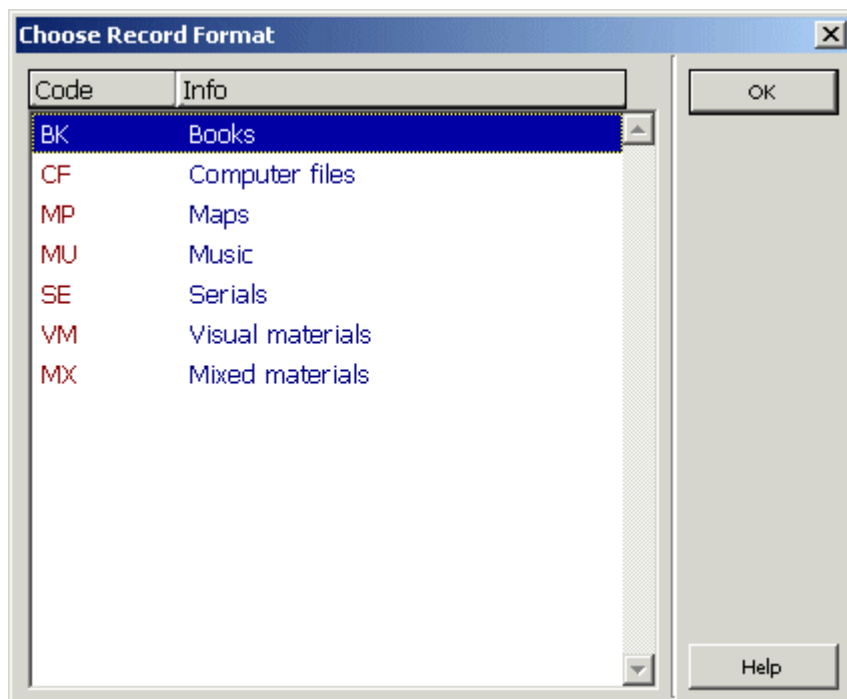 Choose Record Format
Code Info OK
BK Books
CF Computer files
MP Maps
MU Music
SE Serials
VM Visual materials
MX Mixed materials
Help